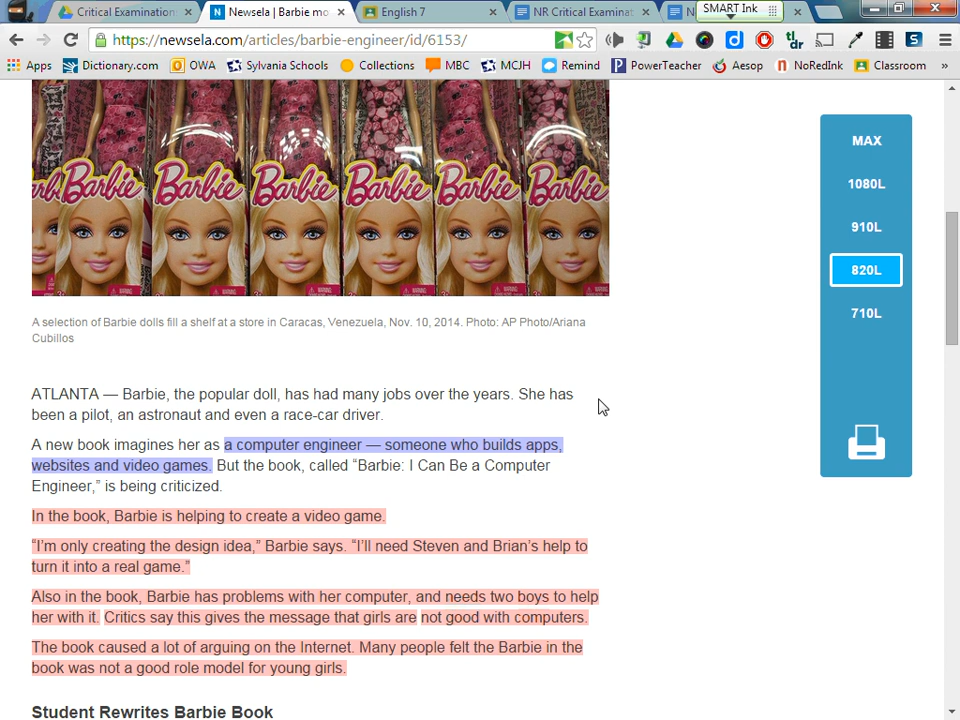 Critical Examination
Newsela | Barbie mo
English 7
NR Critical Examinat
N
SMART Ink
https://newsela.com/articles/barbie-engineer/id/6153/
tl;dr
Apps
Dictionary.com
OWA
Sylvania Schools
Collections
MBC
MCJH
Remind
PowerTeacher
Aesop
NoRedInk
Classroom
»
Barbie Barbie Barbie Barbie Barbie Barbie
A selection of Barbie dolls fill a shelf at a store in Caracas, Venezuela, Nov. 10, 2014. Photo: AP Photo/Ariana
Cubillos
ATLANTA — Barbie, the popular doll, has had many jobs over the years. She has
been a pilot, an astronaut and even a race-car driver.
A new book imagines her as a computer engineer — someone who builds apps,
websites and video games. But the book, called “Barbie: I Can Be a Computer
Engineer,” is being criticized.
In the book, Barbie is helping to create a video game.
“I’m only creating the design idea,” Barbie says. “I’ll need Steven and Brian’s help to
turn it into a real game.”
Also in the book, Barbie has problems with her computer, and needs two boys to help
her with it. Critics say this gives the message that girls are not good with computers.
The book caused a lot of arguing on the Internet. Many people felt the Barbie in the
book was not a good role model for young girls.
Student Rewrites Barbie Book
MAX
1080L
910L
820L
710L